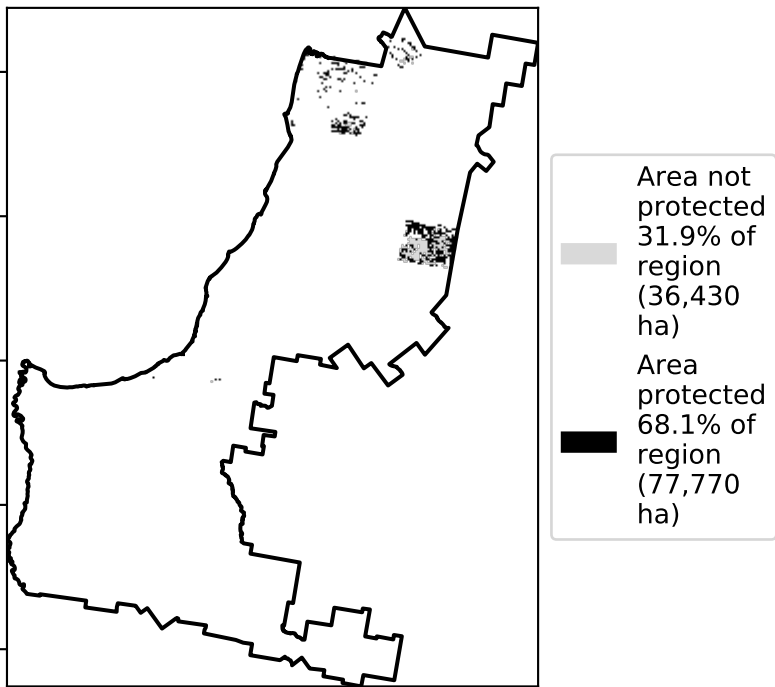 Area not
protected
31.9% of
region
(36,430
ha)
Area
protected
68.1% of
region
(77,770
ha)